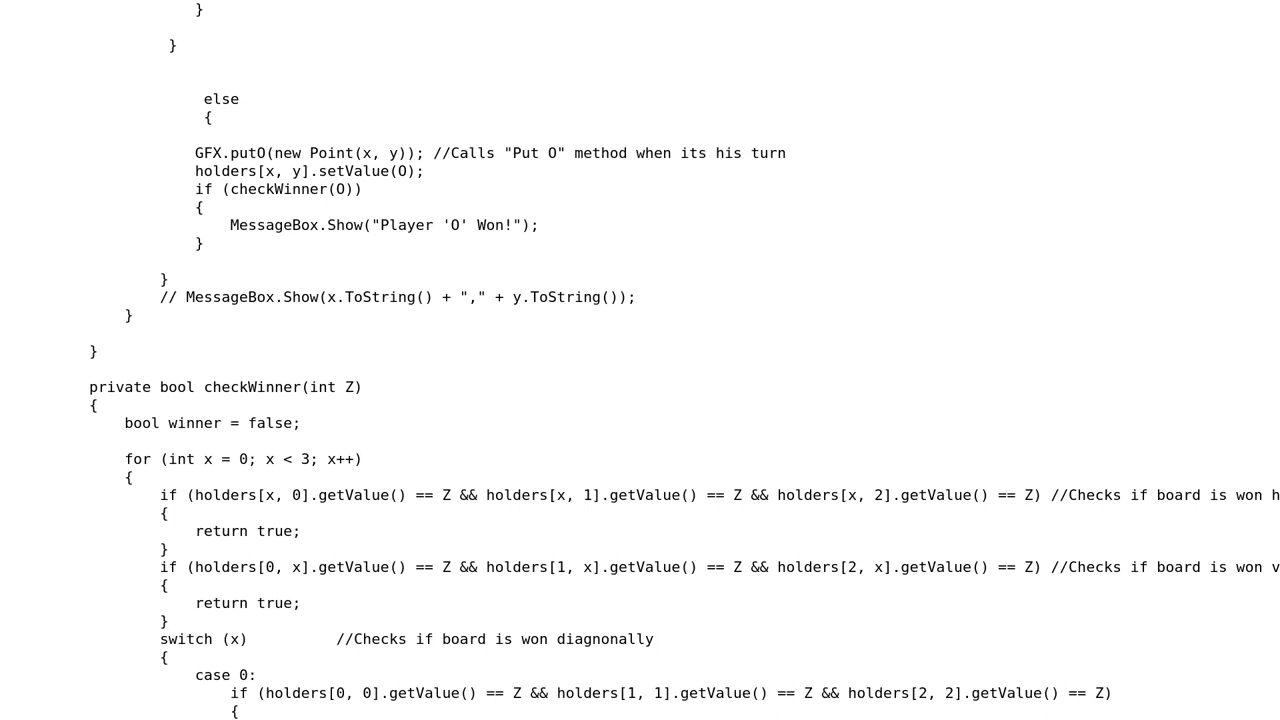 }
}
else
{
GFX.putO(new Point(x, y)); //Calls "Put O" method when its his turn
holders[x, y].setValue(O);
if (checkWinner(O))
{
MessageBox.Show("Player 'O' Won!");
}
}
// MessageBox.Show(x.ToString() + "," + y.ToString());
}
}
private bool checkWinner(int Z)
{
bool winner = false;
for (int x = 0; x < 3; x++)
{
if (holders[x, 0].getValue() == Z && holders[x, 1].getValue() == Z && holders[x, 2].getValue() == Z) //Checks if board is won h
{
return true;
}
if (holders[0, x].getValue() == Z && holders[1, x].getValue() == Z && holders[2, x].getValue() == Z) //Checks if board is won v
{
return true;
}
switch (x) //Checks if board is won diagnonally
{
case 0:
if (holders[0, 0].getValue() == Z && holders[1, 1].getValue() == Z && holders[2, 2].getValue() == Z)
{